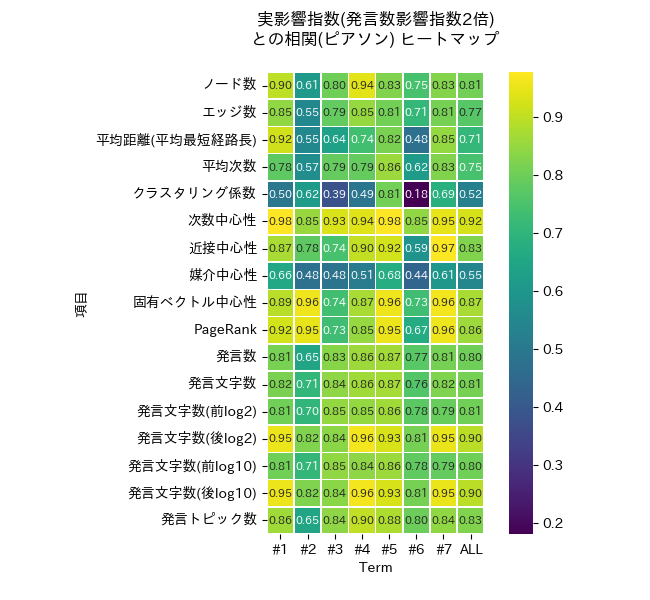 実影響指数(発言数影響指数2倍)
との相関(ピアソン) ヒートマップ
項目
ノード数 0.90 0.61 0.80 0.94 0.83 0.75 0.83 0.81
エッジ数 0.85 0.55 0.79 0.85 0.81 0.71 0.81 0.77
平均距離(平均最短経路長) 0.92 0.55 0.64 0.74 0.82 0.48 0.85 0.71
平均次数 0.78 0.57 0.79 0.79 0.86 0.62 0.83 0.75
クラスタリング係数 0.50 0.62 0.39 0.49 0.81 0.18 0.69 0.52
次数中心性 0.98 0.85 0.93 0.94 0.98 0.85 0.95 0.92
近接中心性 0.87 0.78 0.74 0.90 0.92 0.59 0.97 0.83
媒介中心性 0.66 0.48 0.48 0.51 0.68 0.44 0.61 0.55
固有ベクトル中心性 0.89 0.96 0.74 0.87 0.96 0.73 0.96 0.87
PageRank 0.92 0.95 0.73 0.85 0.95 0.67 0.96 0.86
発言数 0.81 0.65 0.83 0.86 0.87 0.77 0.81 0.80
発言文字数 0.82 0.71 0.84 0.86 0.87 0.76 0.82 0.81
発言文字数(前log2) 0.81 0.70 0.85 0.85 0.86 0.78 0.79 0.81
発言文字数(後log2) 0.95 0.82 0.84 0.96 0.93 0.81 0.95 0.90
発言文字数(前log10) 0.81 0.71 0.85 0.84 0.86 0.78 0.79 0.80
発言文字数(後log10) 0.95 0.82 0.84 0.96 0.93 0.81 0.95 0.90
発言トピック数 0.86 0.65 0.84 0.90 0.88 0.80 0.84 0.83
#1 #2 #3 #4 #5 #6 #7 ALL
Term
0.9
0.8
0.7
0.6
0.5
0.4
0.3
0.2